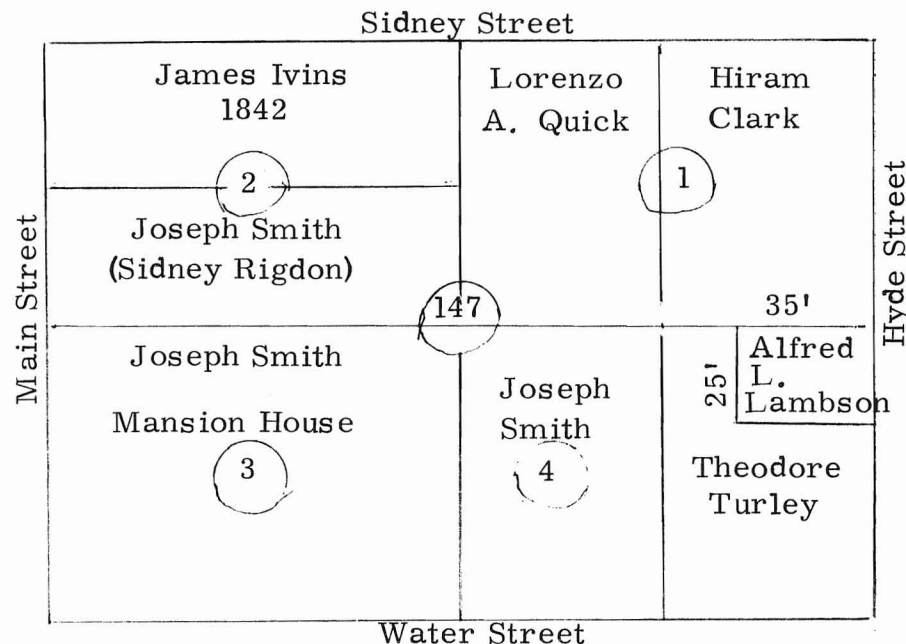 Sidney Street
James Ivins
1842
Lorenzo
A. Quick
Hiram
Clark
2
1
Joseph Smith
(Sidney Rigdon)
Main Street
Hyde Street
147
35'
Joseph Smith
Mansion House
3
Joseph
Smith
4
25'
Alfred
L.
Lambson
Theodore
Turley
Water Street